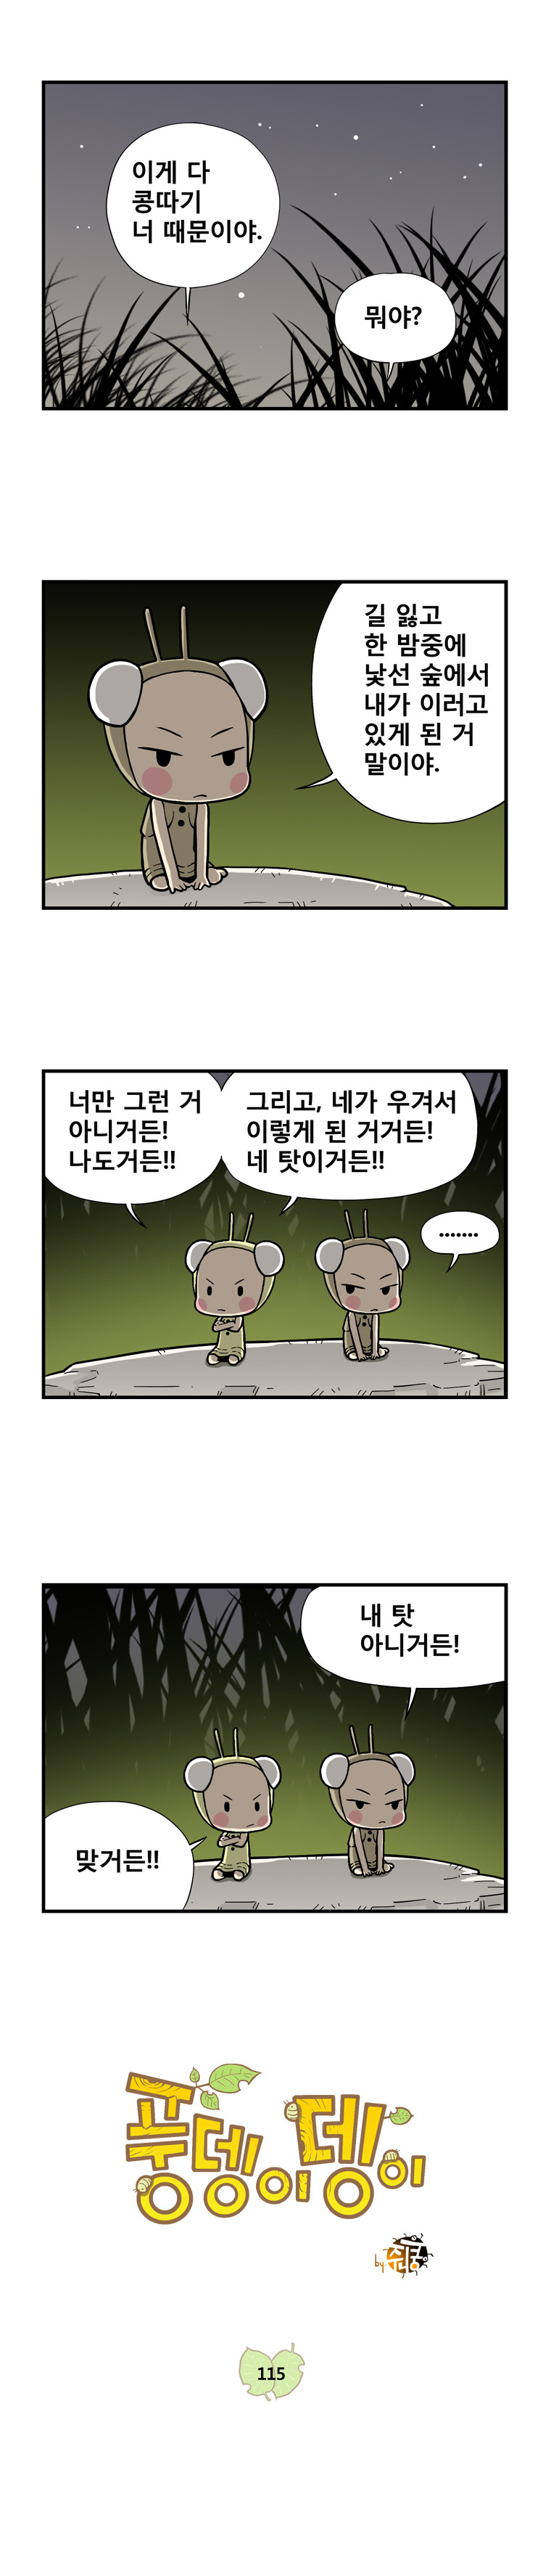 이게 다
콩따기
너 때문이야.
뭐야?
길 잃고
한 밤중에
낯선 숲에서
내가 이러고
있게 된 거
말이야.
너만 그런 거
아니거든!
나도거든!!
그리고, 네가 우겨서
이렇게 된 거거든!
네 탓이거든!!
.......
내 탓
아니거든!
맞거든!!
풍뎅이뎅이
by
115